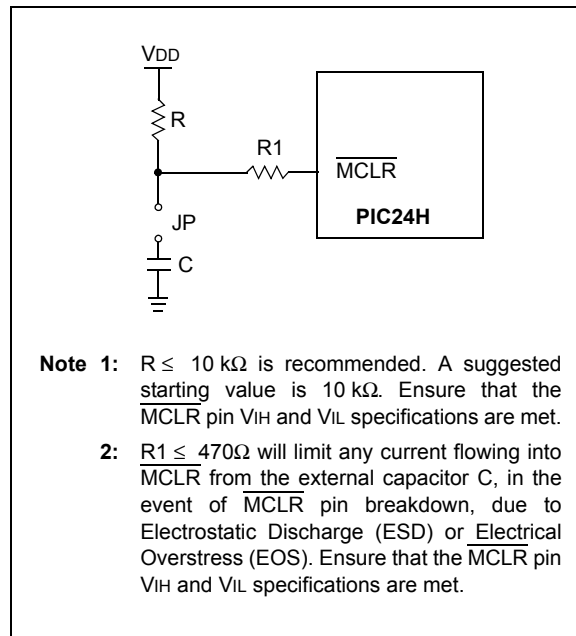 VDD
R
R1
MCLR
JP
PIC24H
C
Note 1: R ≤ 10 kΩ is recommended. A suggested
starting value is 10 kΩ. Ensure that the
MCLR pin VIH and VIL specifications are met.
2: R1 ≤ 470Ω will limit any current flowing into
MCLR from the external capacitor C, in the
event of MCLR pin breakdown, due to
Electrostatic Discharge (ESD) or Electrical
Overstress (EOS). Ensure that the MCLR pin
VIH and VIL specifications are met.